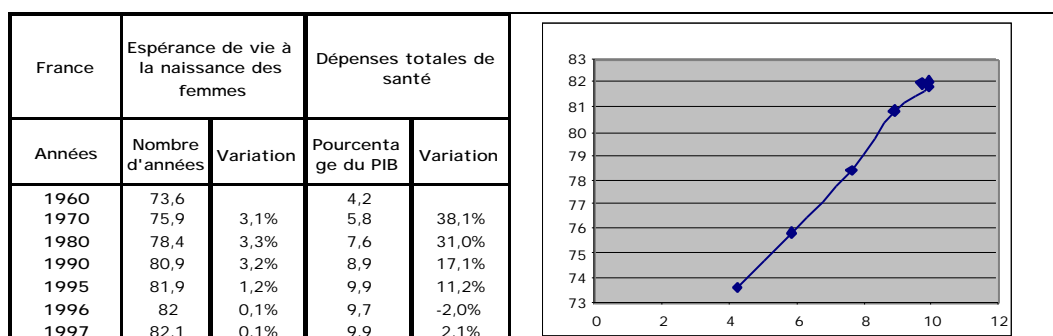 France
Espérance de vie à
la naissance des
femmes
Dépenses totales de
santé
Années
Nombre
d'années
Variation
Pourcenta
ge du PIB
Variation
1960 73,6 4,2
1970 75,9 3,1% 5,8 38,1%
1980 78,4 3,3% 7,6 31,0%
1990 80,9 3,2% 8,9 17,1%
1995 81,9 1,2% 9,9 11,2%
1996 82 0,1% 9,7 -2,0%
1997 82,1 0,1% 9,9 2,1%
83
82
81
80
79
78
77
76
75
74
73
0 2 4 6 8 10 12